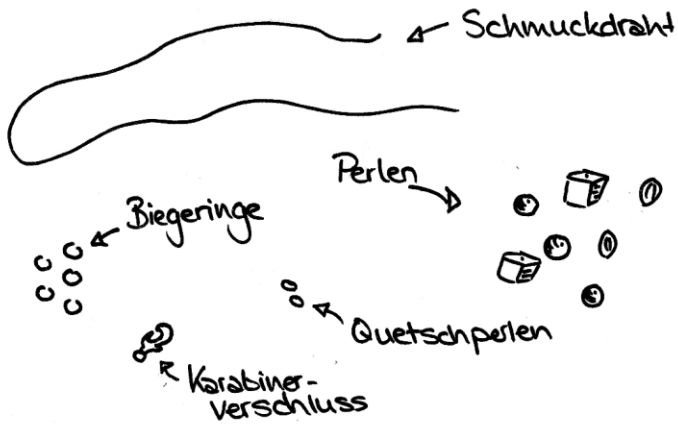 Schmuckdraht
Perlen
Biegeringe
Quetschperlen
Karabiner-
verschluss